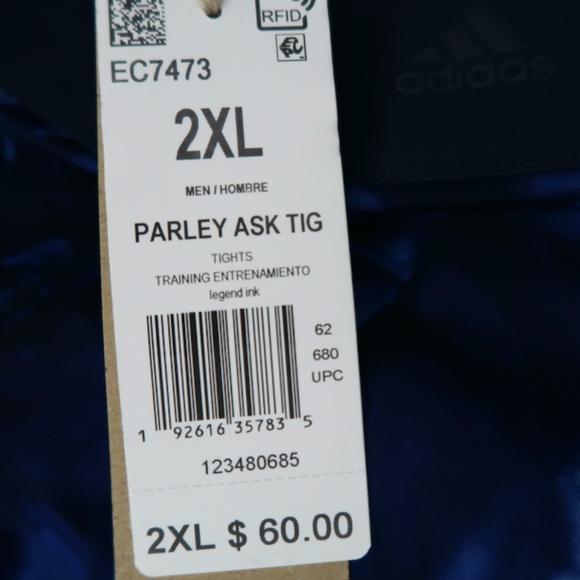 RFID
adidas
EC7473
2XL
MEN / HOMBRE
PARLEY ASK TIG
TIGHTS
TRAINING ENTRENAMIENTO
legend ink
62
680
UPC
1 92616 35783 5
123480685
2XL $ 60.00